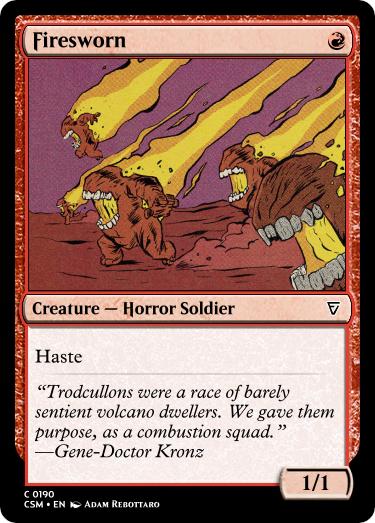 Firesworn
Creature — Horror Soldier
Haste
“Trodcullons were a race of barely
sentient volcano dwellers. We gave them
purpose, as a combustion squad.”
—Gene-Doctor Kronz
1/1
C 0190
CSM • EN Adam Rebottaro